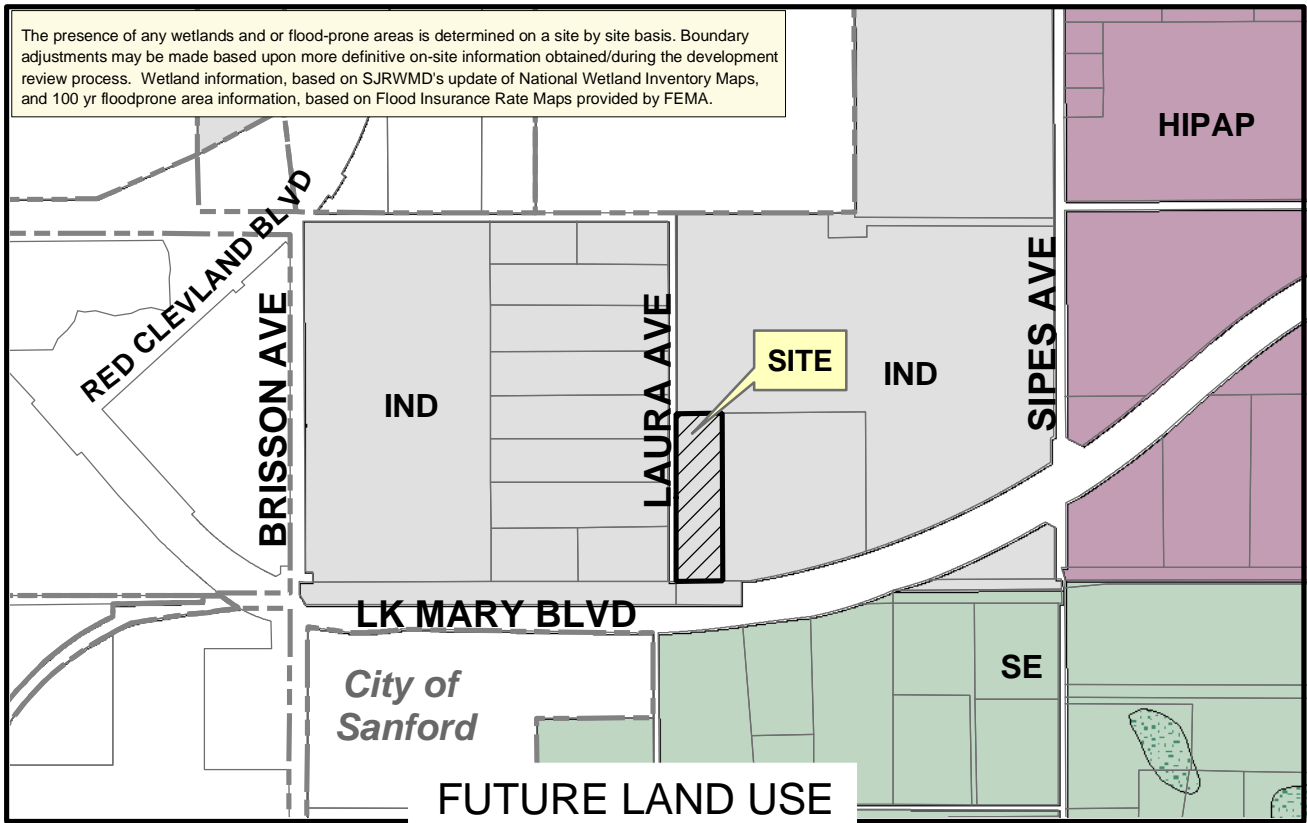 The presence of any wetlands and or flood-prone areas is determined on a site by site basis. Boundary
adjustments may be made based upon more definitive on-site information obtained/during the development
review process.  Wetland information, based on SJRWMD's update of National Wetland Inventory Maps,
and 100 yr floodprone area information, based on Flood Insurance Rate Maps provided by FEMA.
HIPAP
RED CLEVLAND BLVD
BRISSON AVE
IND
LAURA AVE
SITE
IND
SIPES AVE
LK MARY BLVD
City of
Sanford
SE
FUTURE LAND USE